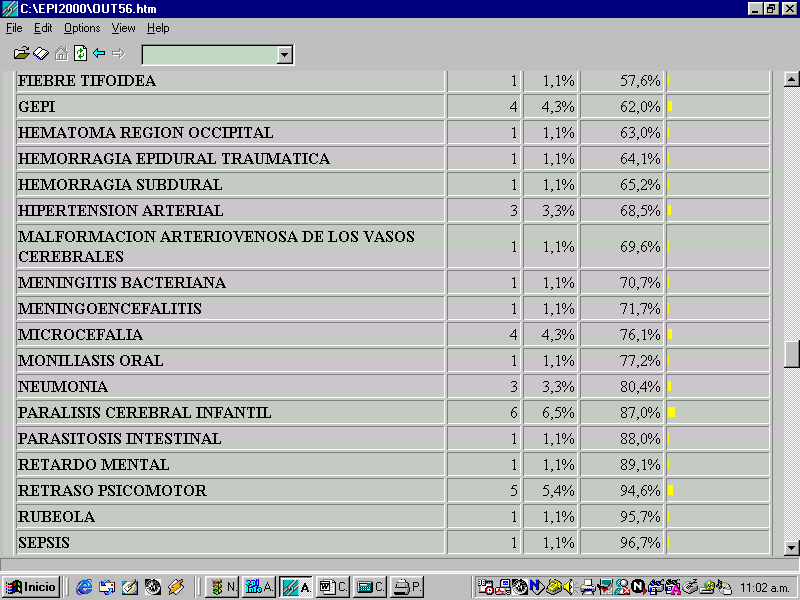 C:\EPI2000\OUT56.htm
File Edit Options View Help
FIEBRE TIFOIDEA 1 1,1% 57,6%
GEPI 4 4,3% 62,0%
HEMATOMA REGION OCCIPITAL 1 1,1% 63,0%
HEMORRAGIA EPIDURAL TRAUMATICA 1 1,1% 64,1%
HEMORRAGIA SUBDURAL 1 1,1% 65,2%
HIPERTENSION ARTERIAL 3 3,3% 68,5%
MALFORMACION ARTERIOVENOSA DE LOS VASOS
CEREBRALES 1 1,1% 69,6%
MENINGITIS BACTERIANA 1 1,1% 70,7%
MENINGOENCEFALITIS 1 1,1% 71,7%
MICROCEFALIA 4 4,3% 76,1%
MONILIASIS ORAL 1 1,1% 77,2%
NEUMONIA 3 3,3% 80,4%
PARALISIS CEREBRAL INFANTIL 6 6,5% 87,0%
PARASITOSIS INTESTINAL 1 1,1% 88,0%
RETARDO MENTAL 1 1,1% 89,1%
RETRASO PSICOMOTOR 5 5,4% 94,6%
RUBEOLA 1 1,1% 95,7%
SEPSIS 1 1,1% 96,7%
Inicio N. A. A. C. C. P. 11:02 a.m.